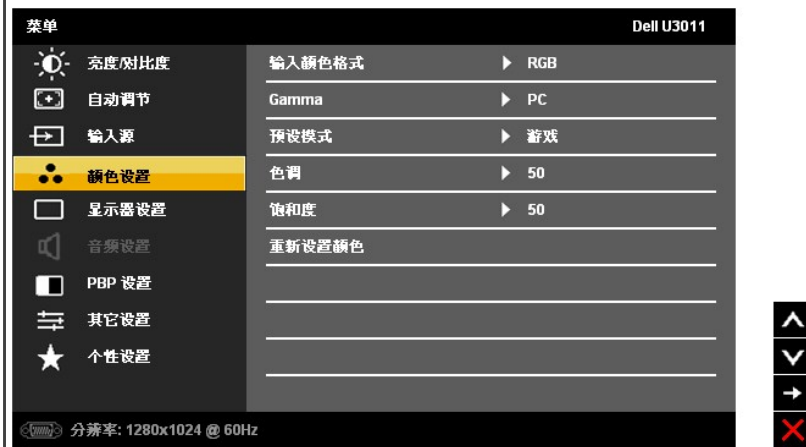 菜单 Dell U3011
亮度/对比度 输入颜色格式 RGB
自动调节 Gamma PC
输入源 预设模式 游戏
颜色设置 色调 50
显示器设置 饱和度 50
音频设置 重新设置颜色
PBP 设置
其它设置
个性设置
分辨率: 1280x1024 @ 60Hz